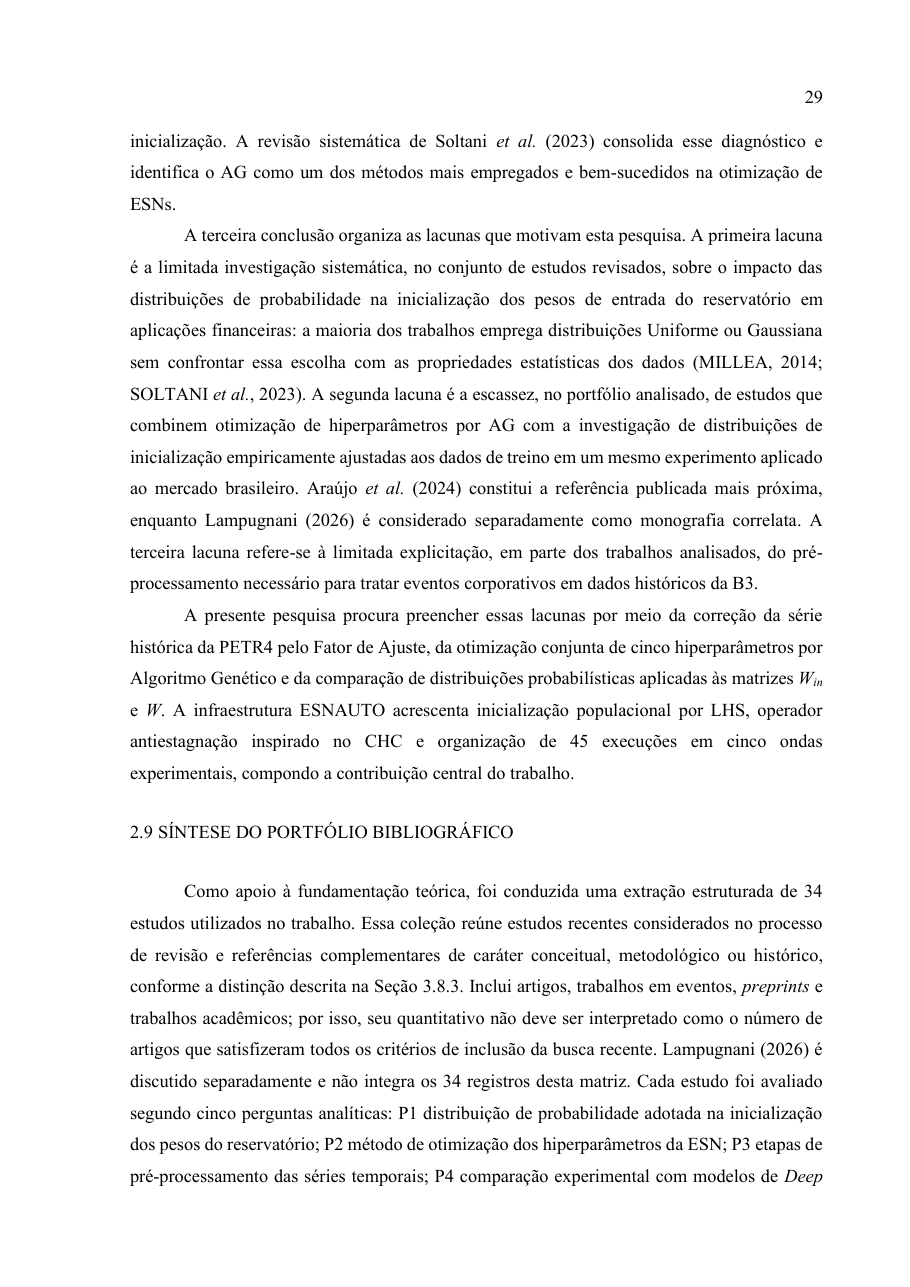 29
inicialização. A revisão sistemática de Soltani et al. (2023) consolida esse diagnóstico e
identifica o AG como um dos métodos mais empregados e bem-sucedidos na otimização de
ESNs.
A terceira conclusão organiza as lacunas que motivam esta pesquisa. A primeira lacuna
é a limitada investigação sistemática, no conjunto de estudos revisados, sobre o impacto das
distribuições de probabilidade na inicialização dos pesos de entrada do reservatório em
aplicações financeiras: a maioria dos trabalhos emprega distribuições Uniforme ou Gaussiana
sem confrontar essa escolha com as propriedades estatísticas dos dados (MILLEA, 2014;
SOLTANI et al., 2023). A segunda lacuna é a escassez, no portfólio analisado, de estudos que
combinem otimização de hiperparâmetros por AG com a investigação de distribuições de
inicialização empiricamente ajustadas aos dados de treino em um mesmo experimento aplicado
ao mercado brasileiro. Araújo et al. (2024) constitui a referência publicada mais próxima,
enquanto Lampugnani (2026) é considerado separadamente como monografia correlata. A
terceira lacuna refere-se à limitada explicitação, em parte dos trabalhos analisados, do pré-
processamento necessário para tratar eventos corporativos em dados históricos da B3.
A presente pesquisa procura preencher essas lacunas por meio da correção da série
histórica da PETR4 pelo Fator de Ajuste, da otimização conjunta de cinco hiperparâmetros por
Algoritmo Genético e da comparação de distribuições probabilísticas aplicadas às matrizes Win
e W. A infraestrutura ESNAUTO acrescenta inicialização populacional por LHS, operador
antiestagnação inspirado no CHC e organização de 45 execuções em cinco ondas
experimentais, compondo a contribuição central do trabalho.
2.9 SÍNTESE DO PORTFÓLIO BIBLIOGRÁFICO
Como apoio à fundamentação teórica, foi conduzida uma extração estruturada de 34
estudos utilizados no trabalho. Essa coleção reúne estudos recentes considerados no processo
de revisão e referências complementares de caráter conceitual, metodológico ou histórico,
conforme a distinção descrita na Seção 3.8.3. Inclui artigos, trabalhos em eventos, preprints e
trabalhos acadêmicos; por isso, seu quantitativo não deve ser interpretado como o número de
artigos que satisfizeram todos os critérios de inclusão da busca recente. Lampugnani (2026) é
discutido separadamente e não integra os 34 registros desta matriz. Cada estudo foi avaliado
segundo cinco perguntas analíticas: P1 distribuição de probabilidade adotada na inicialização
dos pesos do reservatório; P2 método de otimização dos hiperparâmetros da ESN; P3 etapas de
pré-processamento das séries temporais; P4 comparação experimental com modelos de Deep